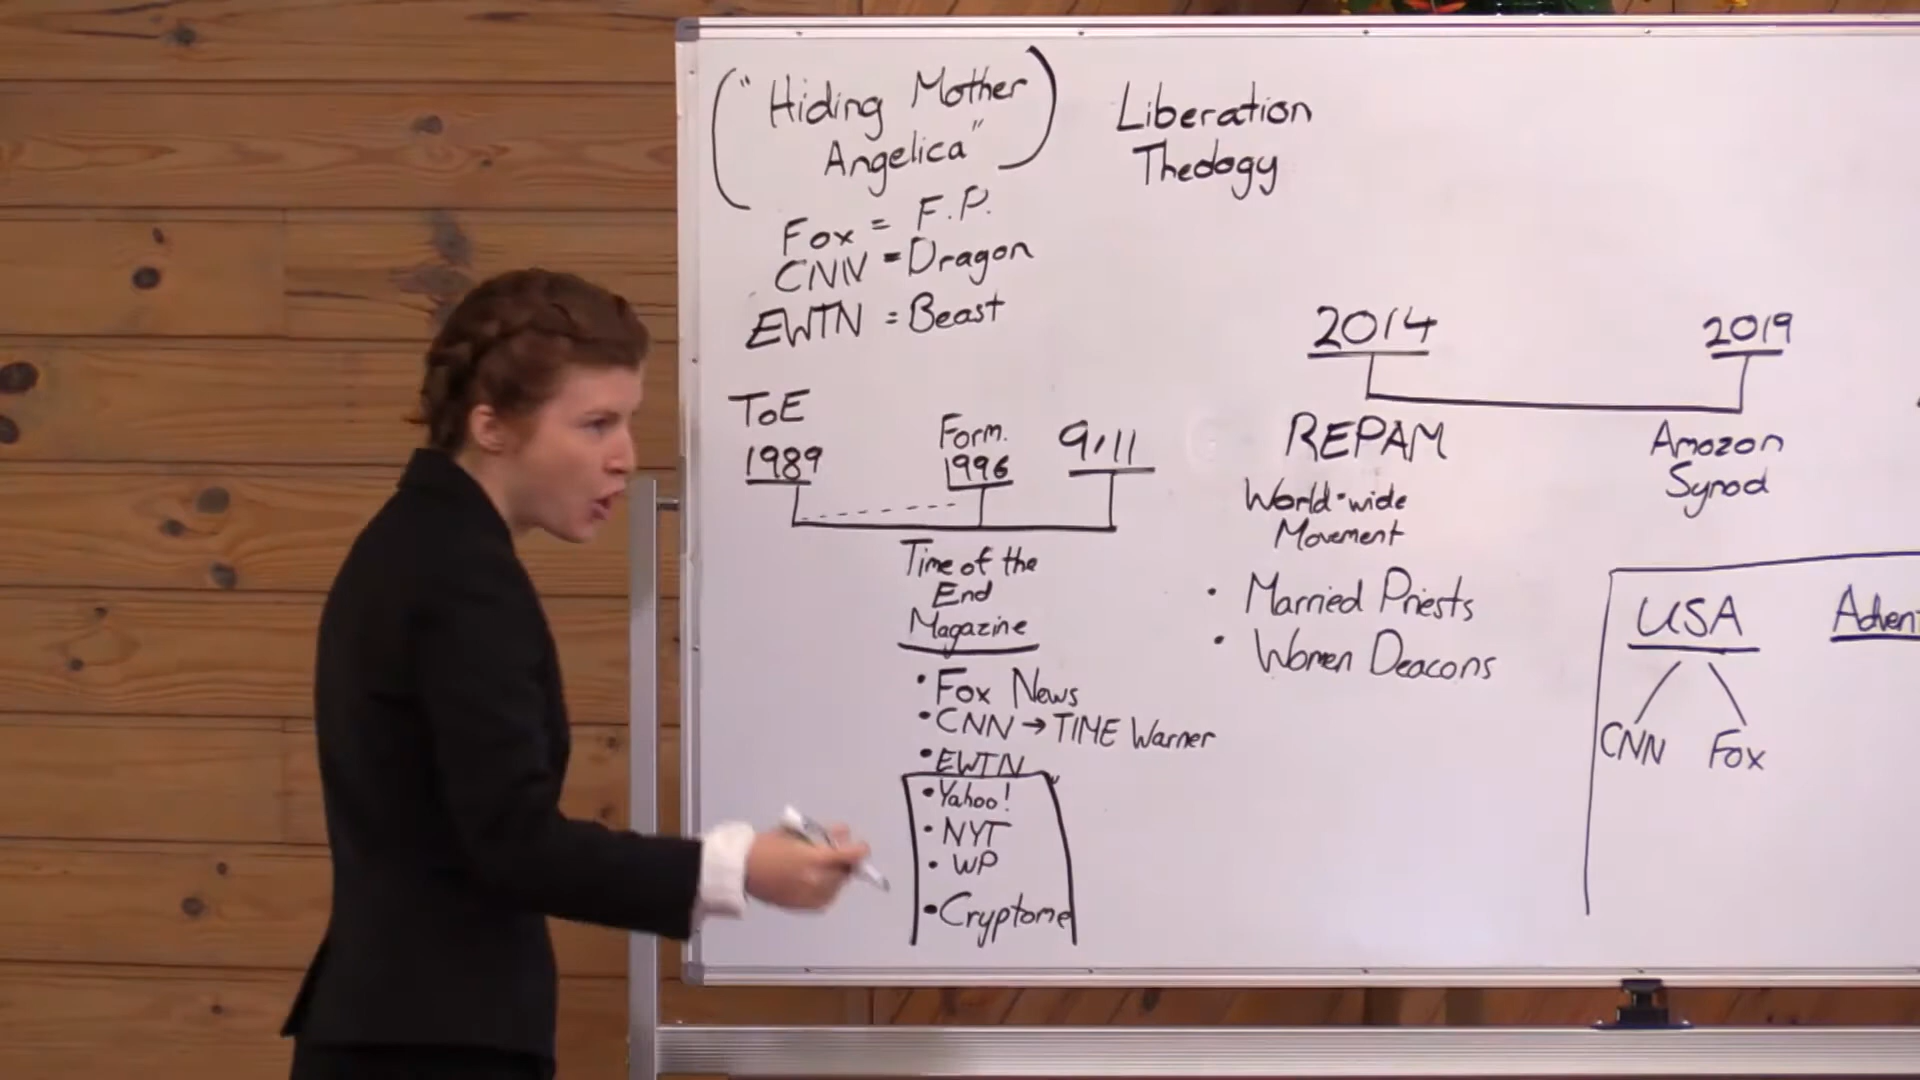 ("Hiding Mother
Angelica")
Fox = F.P.
CNN = Dragon
EWTN = Beast
Liberation
Theology
ToE
1989
Form.
1996
9/11
Time of the
End
Magazine
• Fox News
• CNN → TIME Warner
• EWTN
• Yahoo!
• NYT
• WP
• Cryptome
2014
2019
REPAM
World-wide
Movement
• Married Priests
• Women Deacons
Amazon
Synod
USA
CNN Fox
Advent